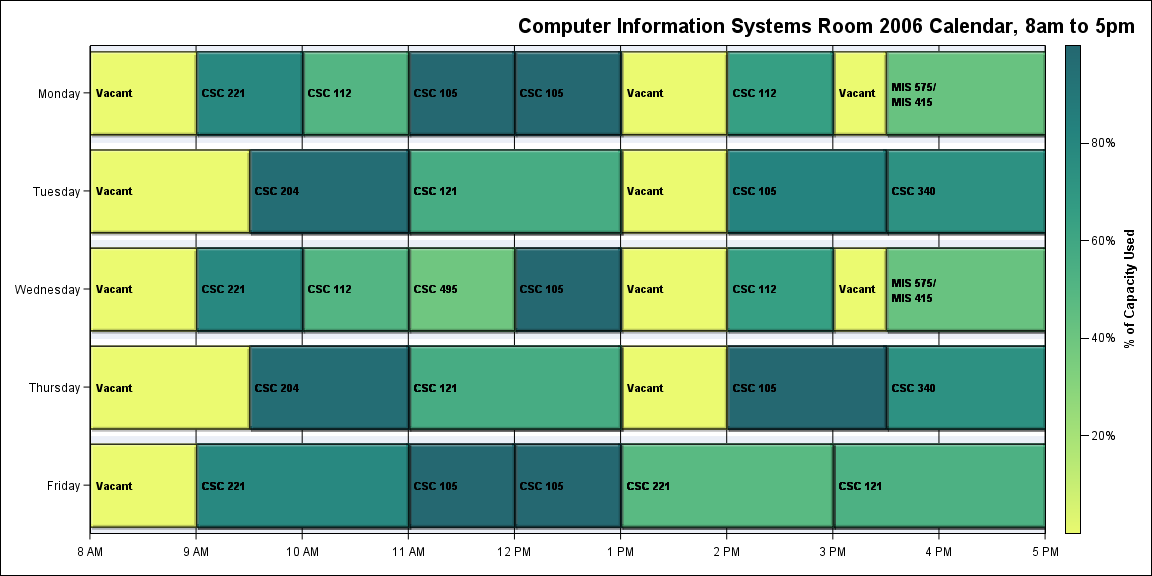 Computer Information Systems Room 2006 Calendar, 8am to 5pm
Monday
Vacant
CSC 221
CSC 112
CSC 105
CSC 105
Vacant
CSC 112
Vacant
MIS 575/
MIS 415
Tuesday
Vacant
CSC 204
CSC 121
Vacant
CSC 105
CSC 340
Wednesday
Vacant
CSC 221
CSC 112
CSC 495
CSC 105
Vacant
CSC 112
Vacant
MIS 575/
MIS 415
Thursday
Vacant
CSC 204
CSC 121
Vacant
CSC 105
CSC 340
Friday
Vacant
CSC 221
CSC 105
CSC 105
CSC 221
CSC 121
8 AM
9 AM
10 AM
11 AM
12 PM
1 PM
2 PM
3 PM
4 PM
5 PM
80%
60%
40%
20%
% of Capacity Used